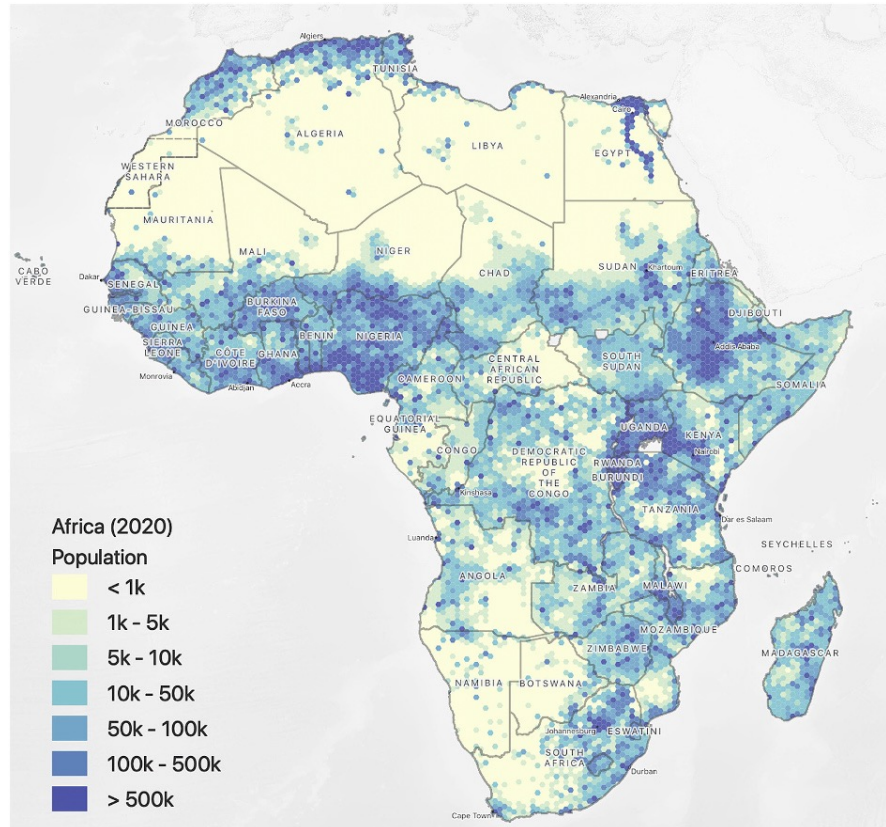 Algiers
TUNISIA
MOROCCO
ALGERIA
LIBYA
Alexandria
Cairo
EGYPT
WESTERN
SAHARA
MAURITANIA
MALI
NIGER
CHAD
SUDAN
Khartoum
ERITREA
CABO
VERDE
Dakar
SENEGAL
GUINEA-BISSAU
GUINEA
SIERRA
LEONE
BURKINA
FASO
BENIN
NIGERIA
CÔTE
D'IVOIRE
GHANA
Monrovia
Abidjan
Accra
DJIBOUTI
Addis Ababa
SOUTH
SUDAN
CENTRAL
AFRICAN
REPUBLIC
CAMEROON
SOMALIA
EQUATORIAL
GUINEA
CONGO
DEMOCRATIC
REPUBLIC
OF
THE
CONGO
UGANDA
KENYA
Nairobi
RWANDA
BURUNDI
Kinshasa
TANZANIA
Dar es Salaam
Luanda
SEYCHELLES
COMOROS
ANGOLA
ZAMBIA
MALAWI
MOZAMBIQUE
ZIMBABWE
MADAGASCAR
NAMIBIA
BOTSWANA
Johannesburg
ESWATINI
SOUTH
AFRICA
Durban
Cape Town
Africa (2020)
Population
< 1k
1k - 5k
5k - 10k
10k - 50k
50k - 100k
100k - 500k
> 500k